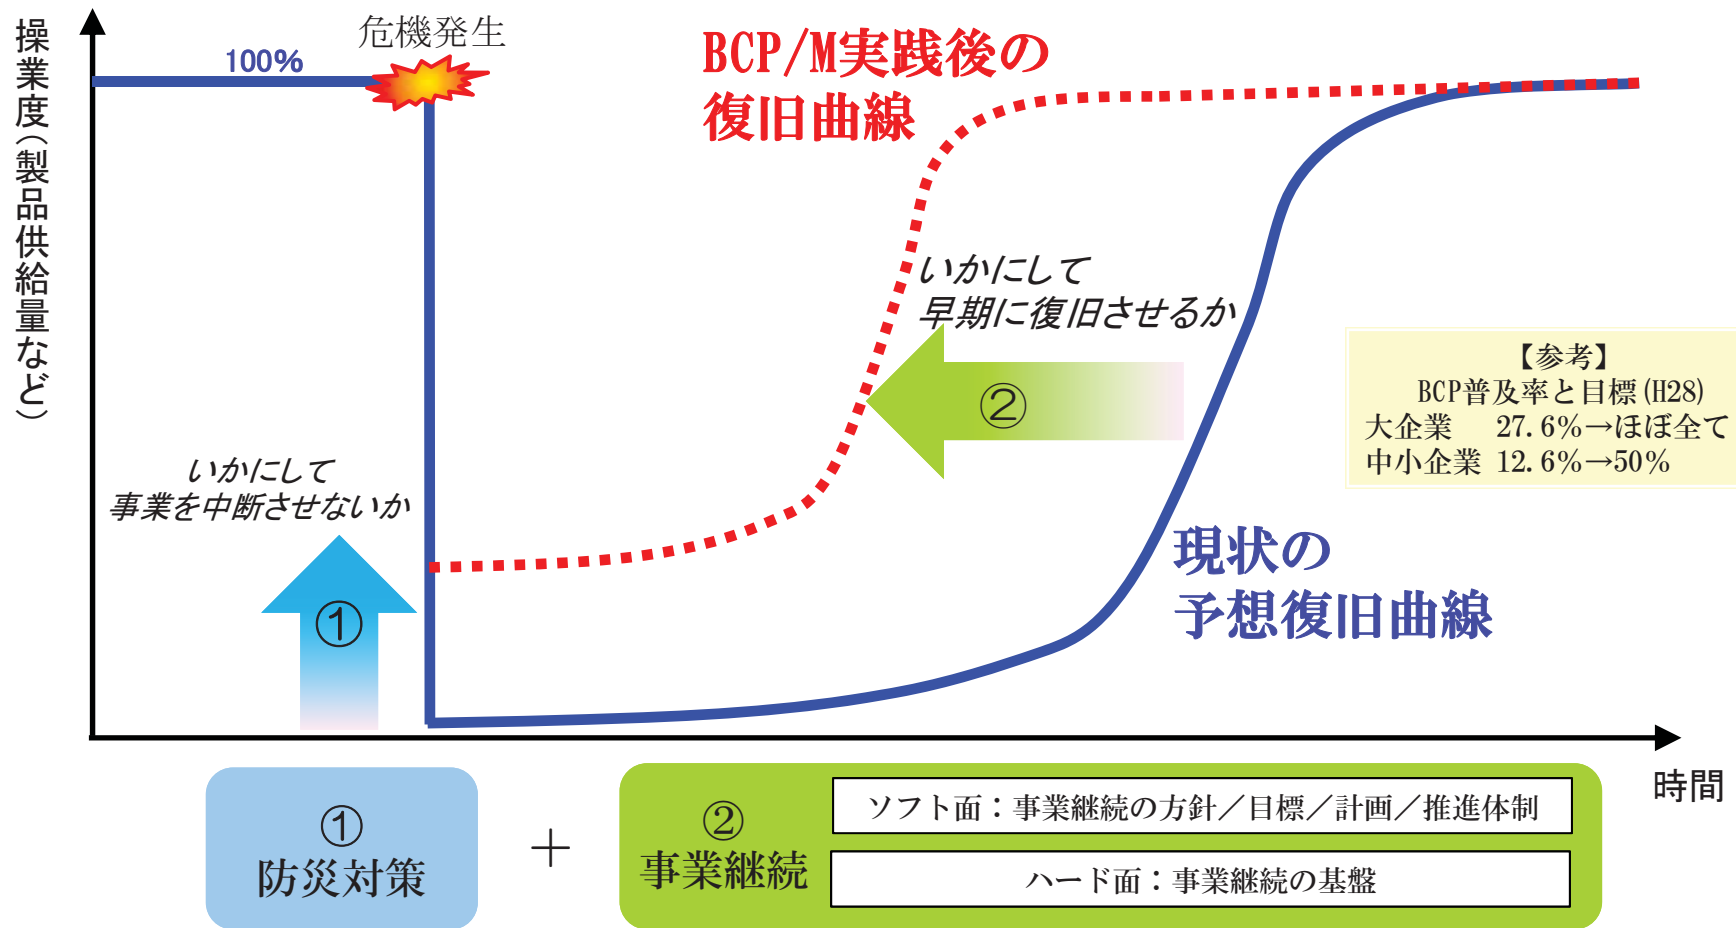 操業度(製品供給量など)
100%
危機発生
BCP/M実践後の
復旧曲線
いかにして
早期に復旧させるか
②
【参考】
BCP普及率と目標(H28)
大企業 27.6%→ほぼ全て
中小企業 12.6%→50%
いかにして
事業を中断させないか
①
現状の
予想復旧曲線
時間
①
防災対策
+
②
事業継続
ソフト面:事業継続の方針/目標/計画/推進体制
ハード面:事業継続の基盤